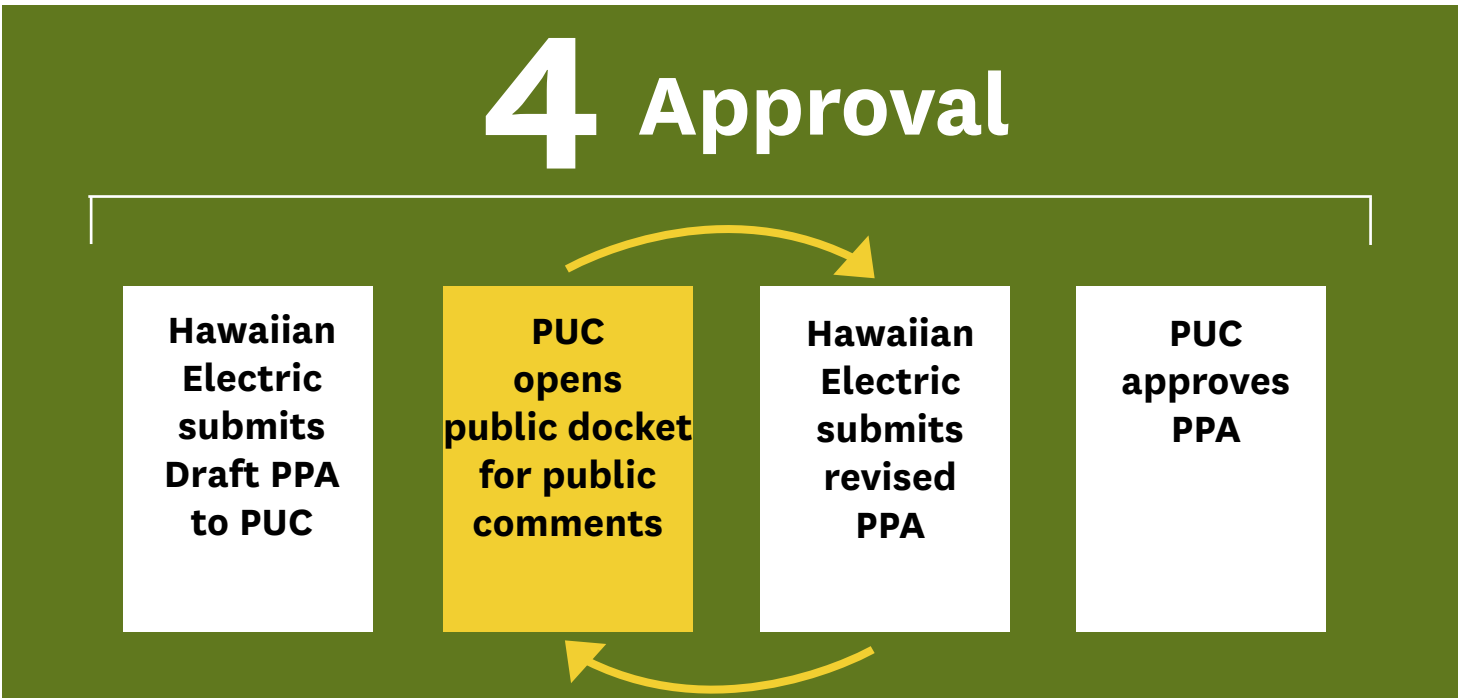 4 Approval
Hawaiian
Electric
submits
Draft PPA
to PUC
PUC
opens
public docket
for public
comments
Hawaiian
Electric
submits
revised
PPA
PUC
approves
PPA